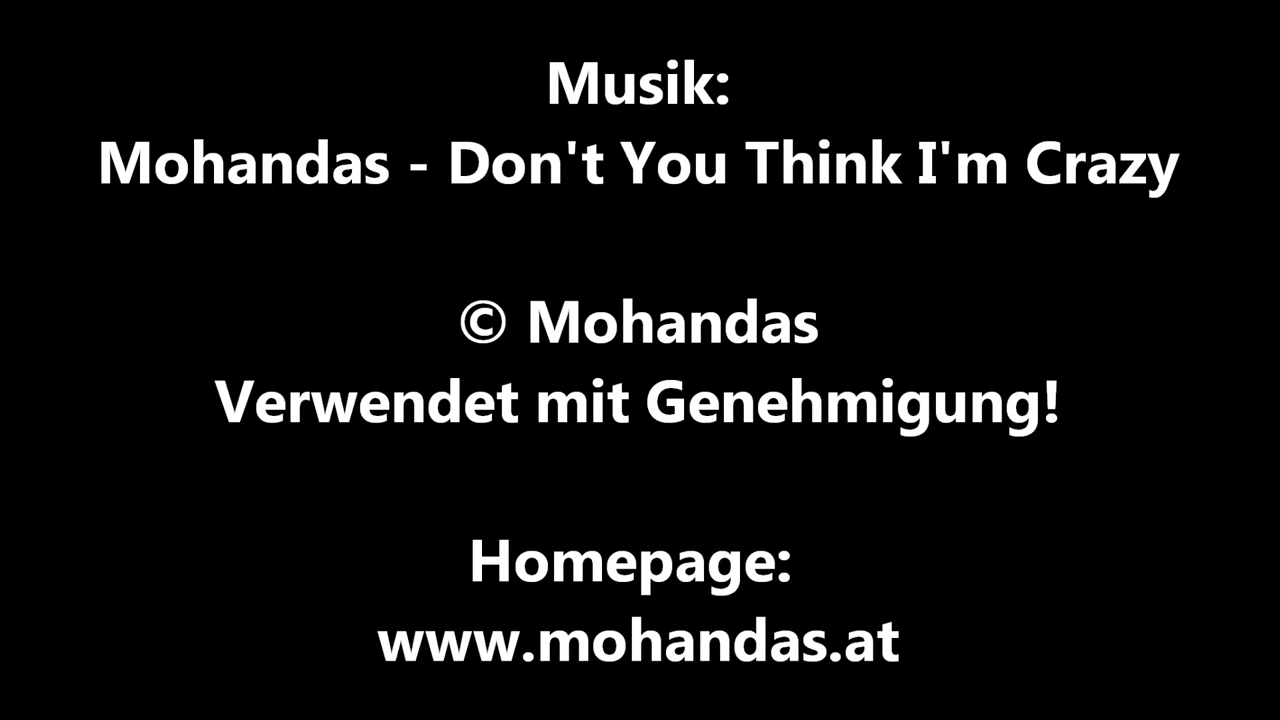 Musik:
Mohandas - Don't You Think I'm Crazy
© Mohandas
Verwendet mit Genehmigung!
Homepage:
www.mohandas.at